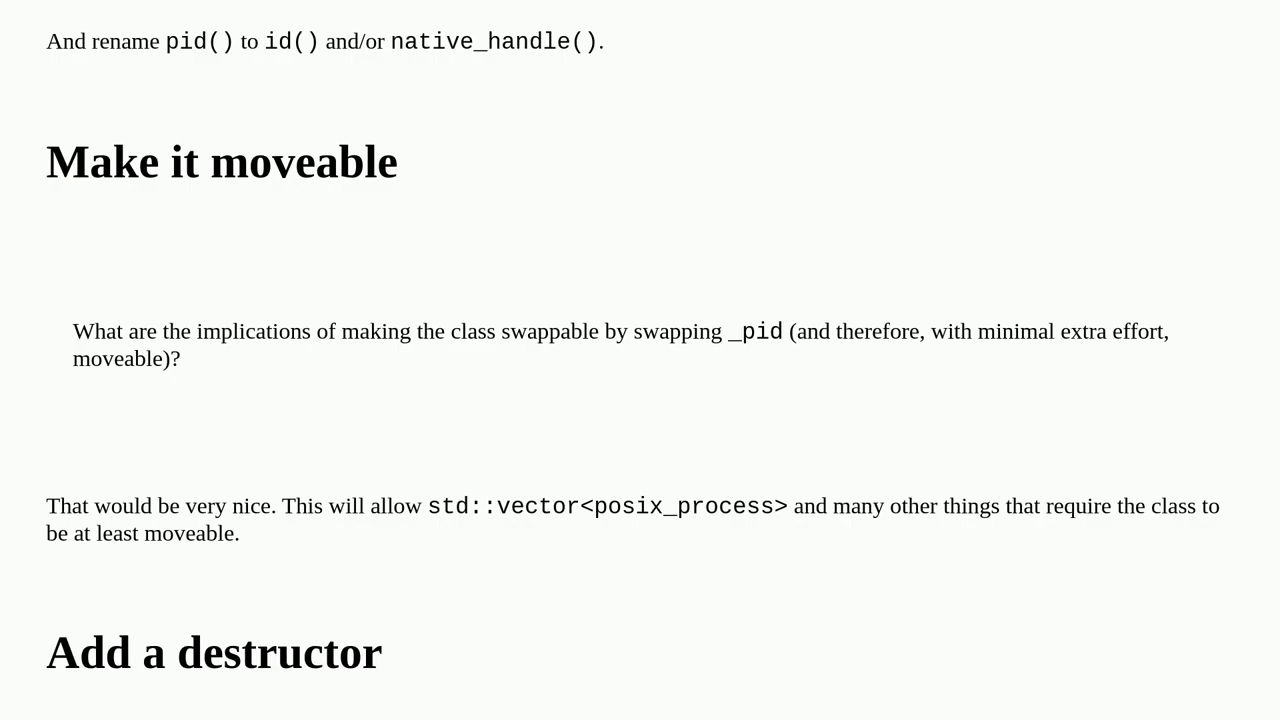 And rename pid() to id() and/or native_handle().
Make it moveable
What are the implications of making the class swappable by swapping _pid (and therefore, with minimal extra effort,
moveable)?
That would be very nice. This will allow std::vector<posix_process> and many other things that require the class to
be at least moveable.
Add a destructor